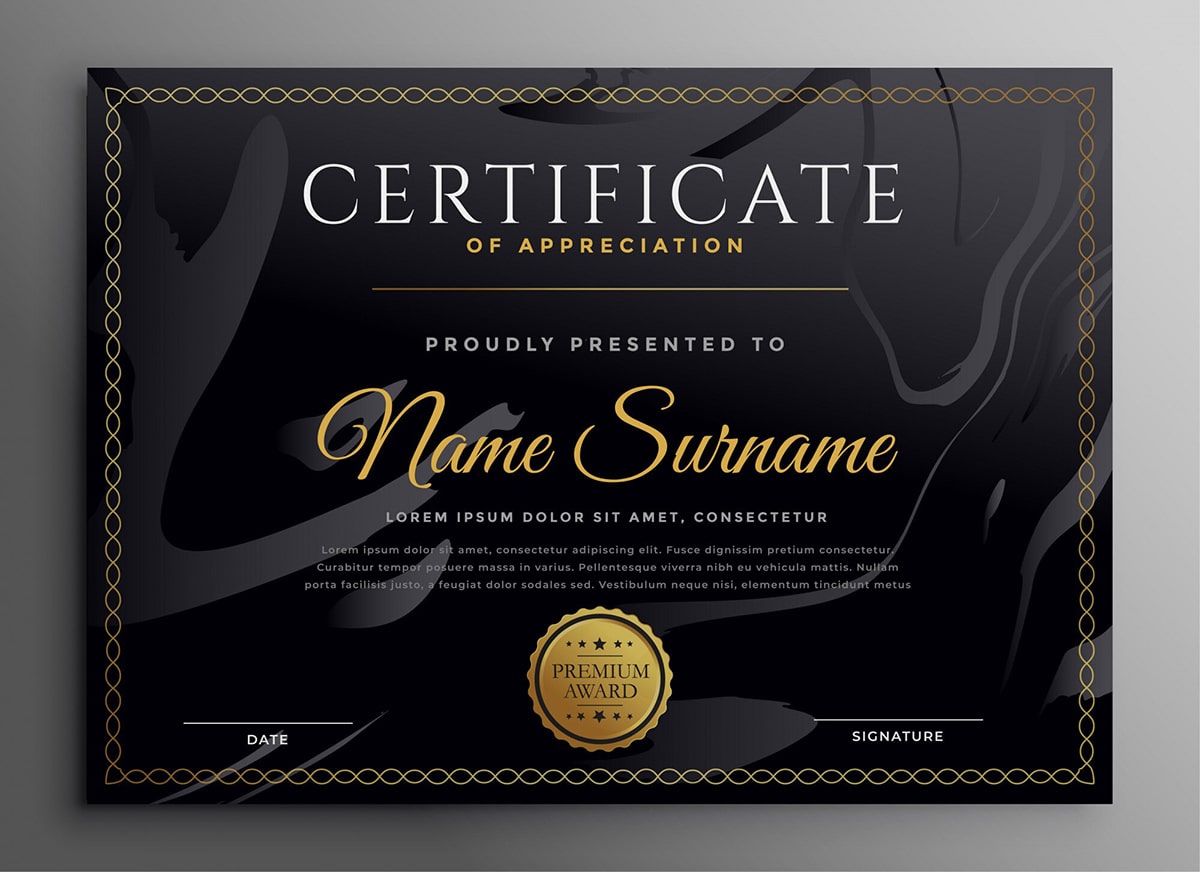 CERTIFICATE
OF APPRECIATION
PROUDLY PRESENTED TO
Name Surname
LOREM IPSUM DOLOR SIT AMET, CONSECTETUR
Lorem ipsum dolor sit amet, consectetur adipiscing elit. Fusce dignissim pretium consectetur.
Curabitur tempor posuere massa in varius. Pellentesque viverra nibh eu vehicula mattis. Nullam
porta facilisis justo, a feugiat dolor sodales sed. Vestibulum neque nisi, elementum tincidunt metus
PREMIUM
AWARD
DATE
SIGNATURE